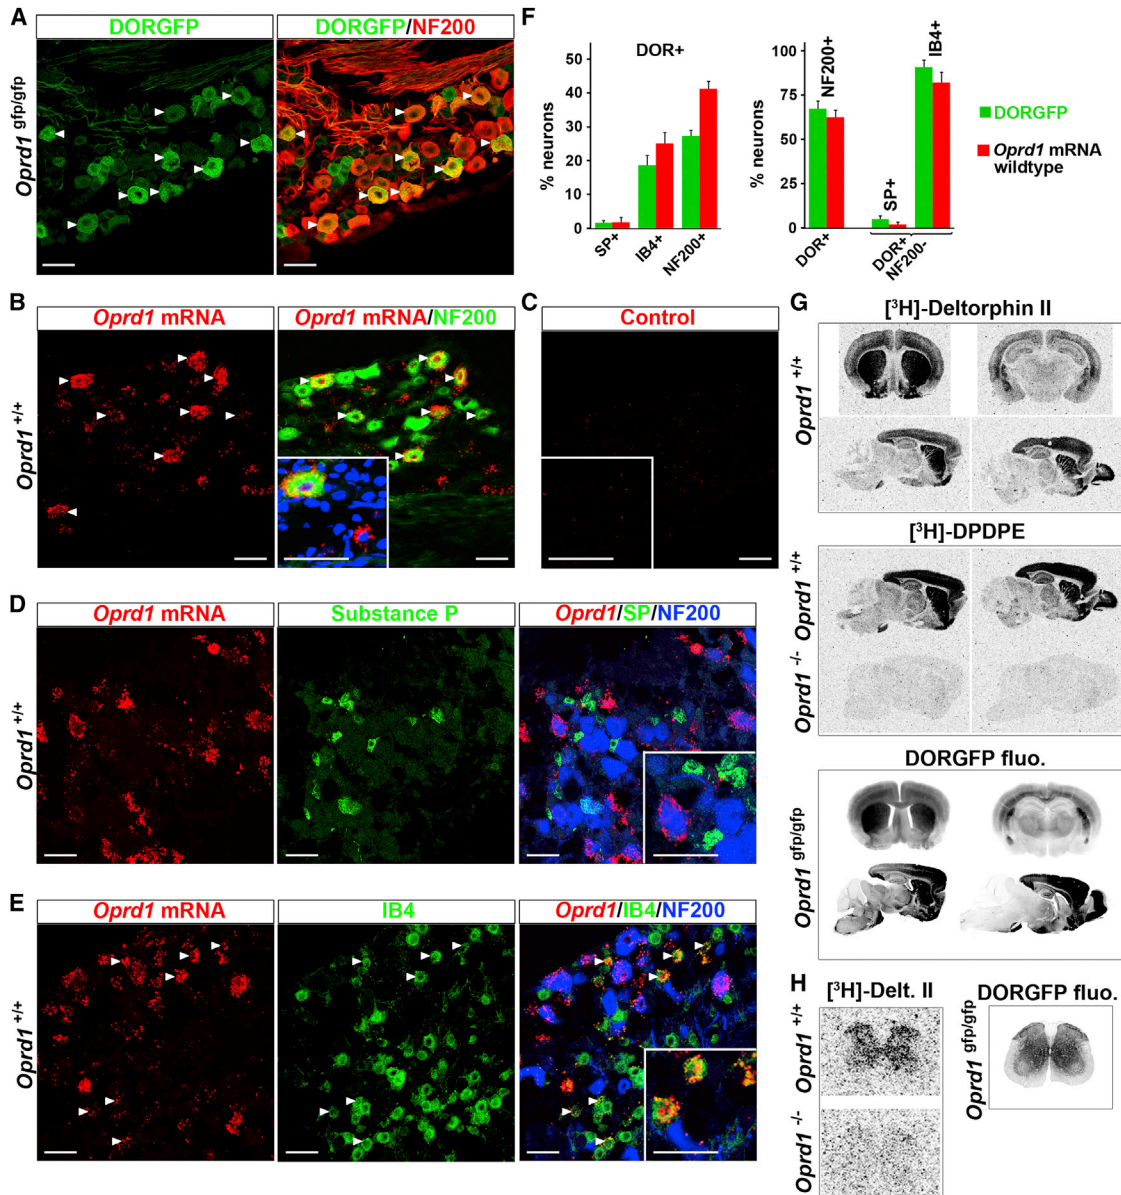 A
DORGFP
DORGFP/NF200
Oprd1 gfp/gfp
B
Oprd1 mRNA
Oprd1 mRNA/NF200
Oprd1 +/+
C
Control
D
Oprd1 mRNA
Substance P
Oprd1/SP/NF200
Oprd1 +/+
E
Oprd1 mRNA
IB4
Oprd1/IB4/NF200
Oprd1 +/+
F
DOR+
% neurons
50
40
30
20
10
0
SP+
IB4+
NF200+
% neurons
100
75
50
25
0
NF200+
SP+
IB4+
DOR+
DOR+
NF200-
DORGFP
Oprd1 mRNA
wildtype
G
[³H]-Deltorphin II
Oprd1 +/+
[³H]-DPDPE
Oprd1 +/+
Oprd1 -/-
DORGFP fluo.
Oprd1 gfp/gfp
H
[³H]-Delt. II
Oprd1 +/+
Oprd1 -/-
DORGFP fluo.
Oprd1 gfp/gfp